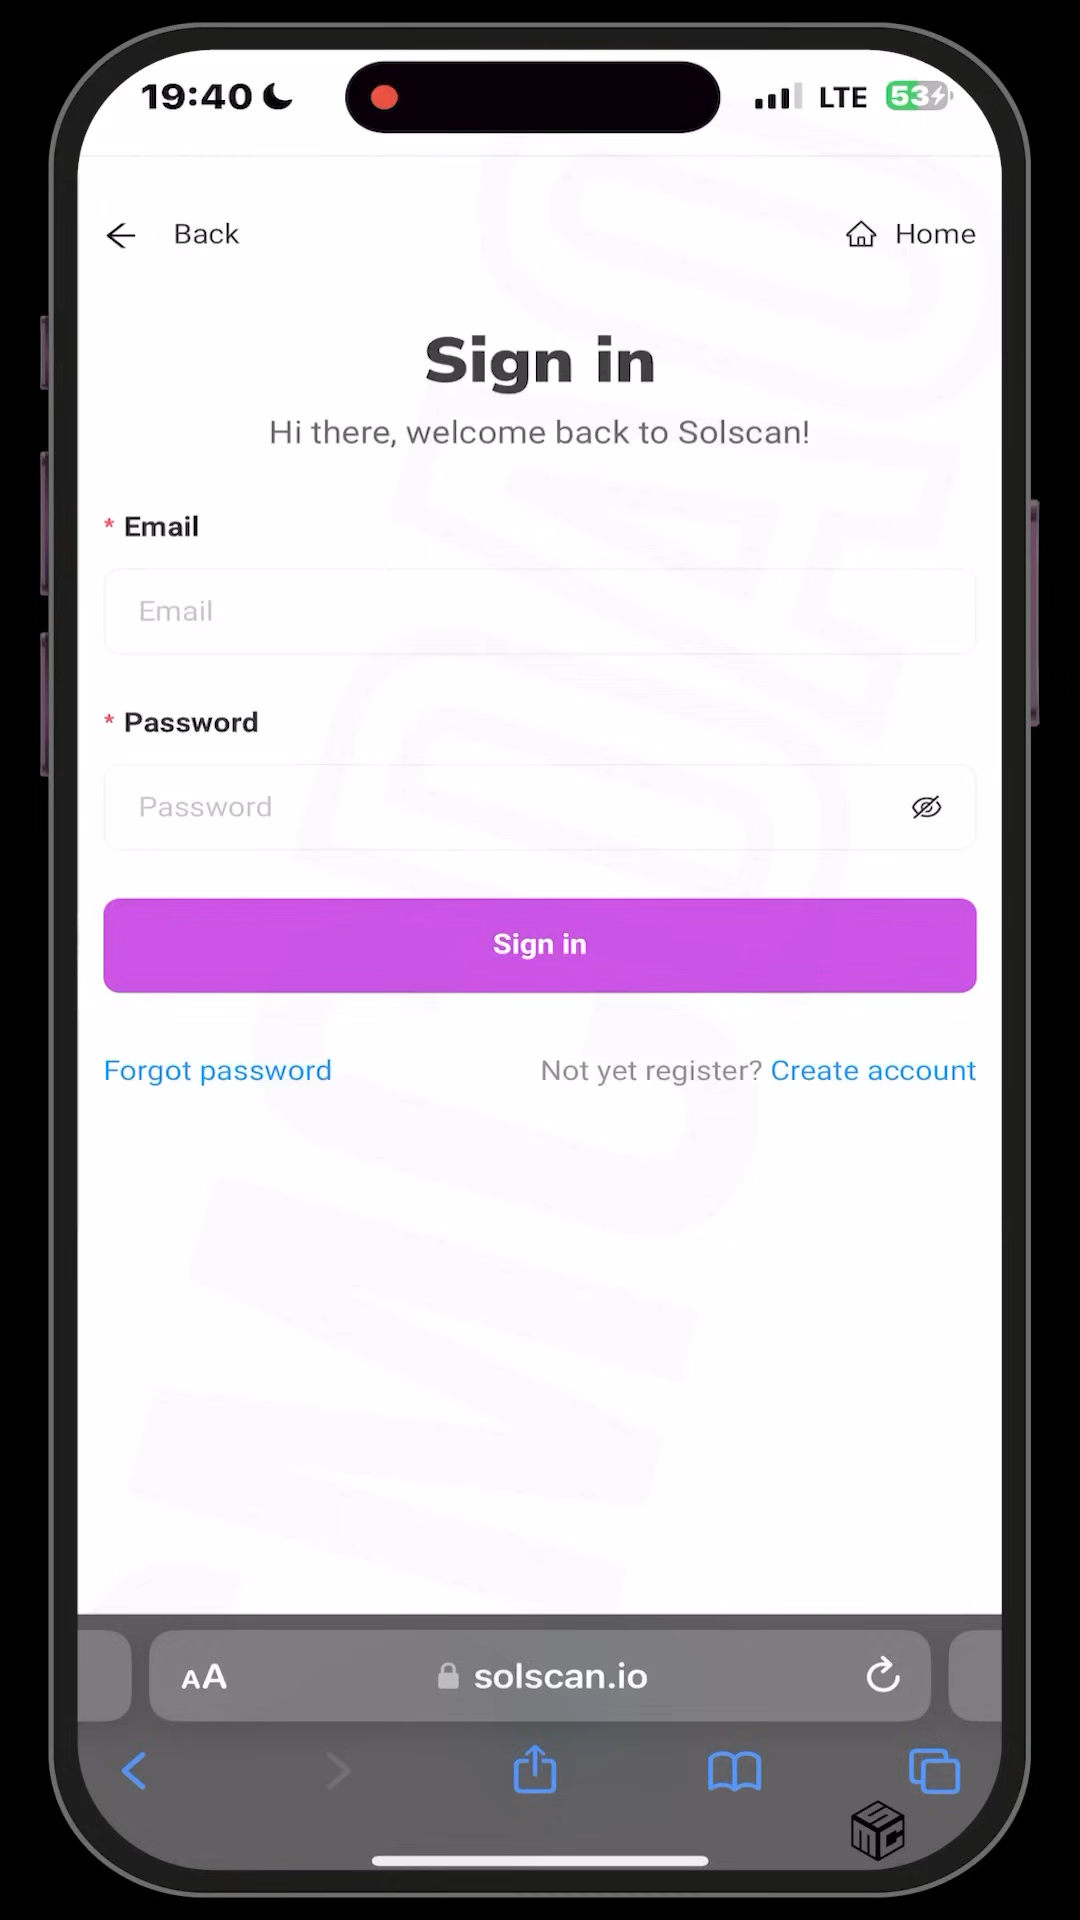 19:40
LTE
53
Back
Home
Sign in
Hi there, welcome back to Solscan!
* Email
Email
* Password
Password
Sign in
Forgot password
Not yet register? Create account
AA
solscan.io
SMC